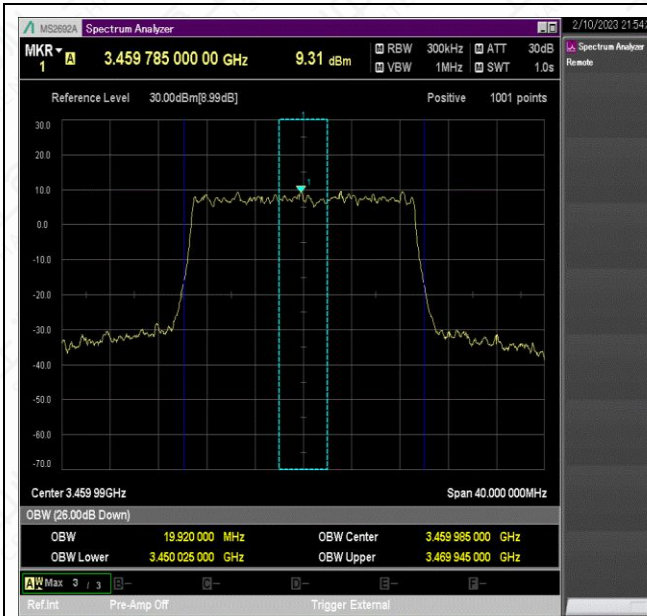 MS2692A Spectrum Analyzer
2/10/2023 21:54:
MKR 1 A 3.459 785 000 00 GHz 9.31 dBm
M RBW 300kHz M ATT 30dB
M VBW 1MHz M SWT 1.0s
Spectrum Analyzer
Remote
Reference Level 30.00dBm[8.99dB] Positive 1001 points
30.0
20.0
10.0
0.0
-10.0
-20.0
-30.0
-40.0
-50.0
-60.0
-70.0
1
1
Center 3.459 99GHz Span 40.000 000MHz
OBW (26.00dB Down)
OBW 19.920 000 MHz OBW Center 3.459 985 000 GHz
OBW Lower 3.450 025 000 GHz OBW Upper 3.469 945 000 GHz
A W Max 3 / 3 B- C- D- E- F-
Ref.Int Pre-Amp Off Trigger External